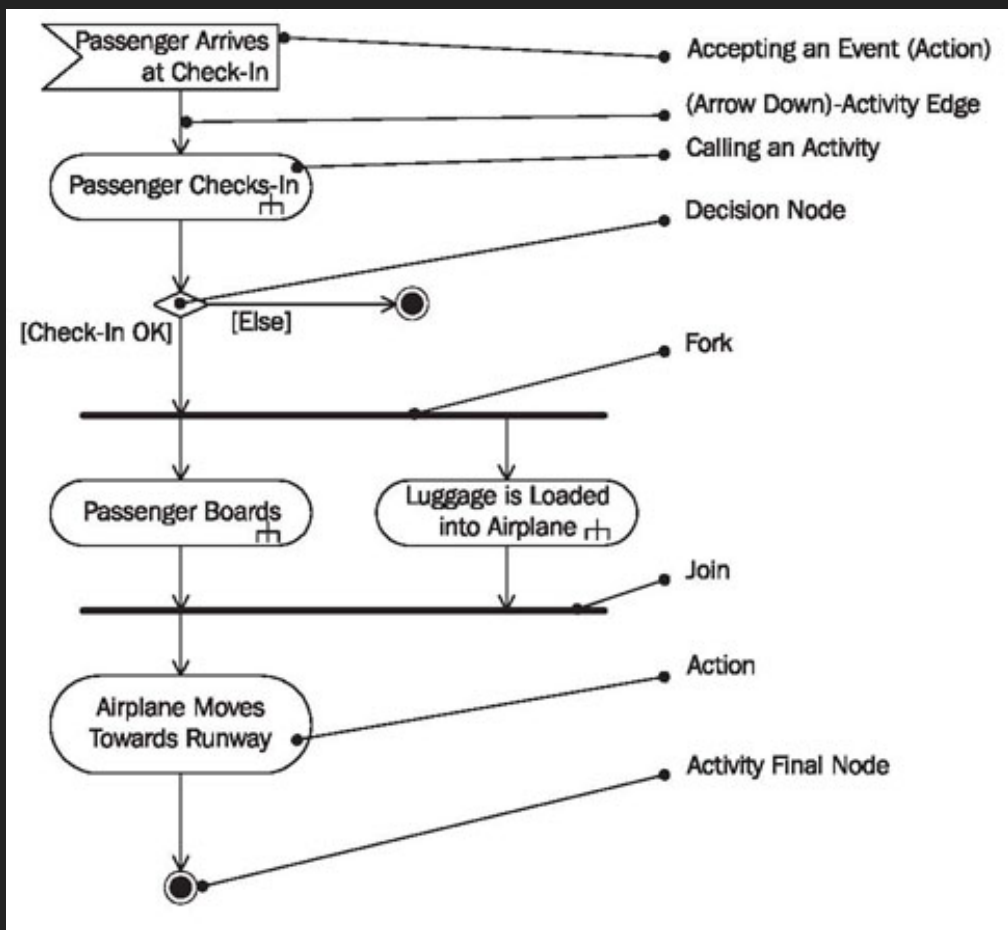 Passenger Arrives
at Check-In
Accepting an Event (Action)
(Arrow Down)-Activity Edge
Calling an Activity
Passenger Checks-In
Decision Node
[Check-In OK]
[Else]
Fork
Passenger Boards
Luggage is Loaded
into Airplane
Join
Action
Airplane Moves
Towards Runway
Activity Final Node